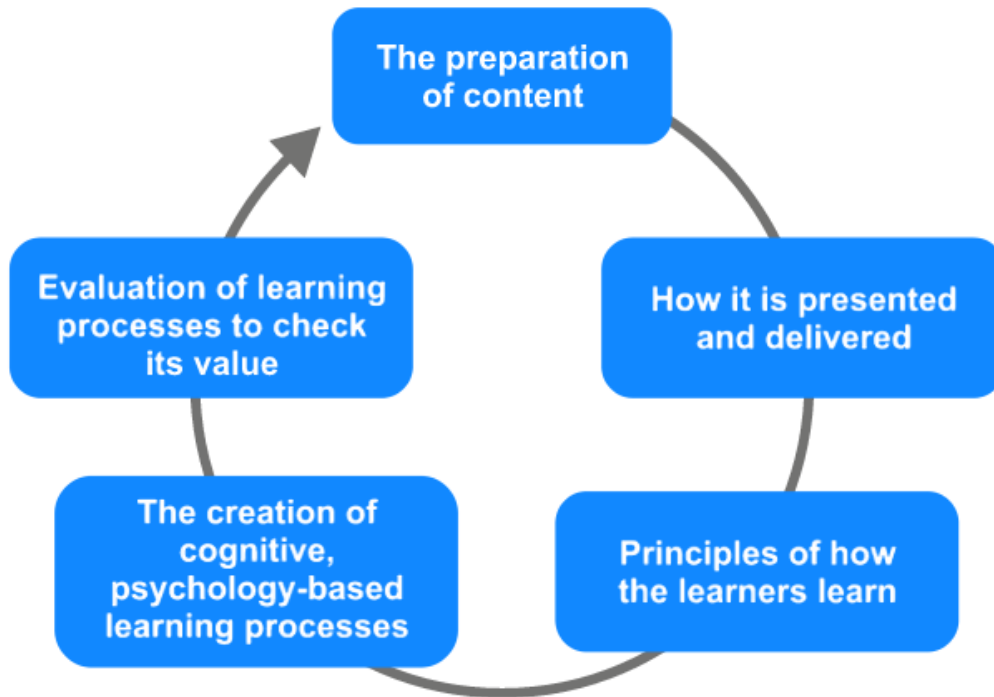 The preparation
of content
How it is presented
and delivered
Principles of how
the learners learn
The creation of
cognitive,
psychology-based
learning processes
Evaluation of learning
processes to check
its value